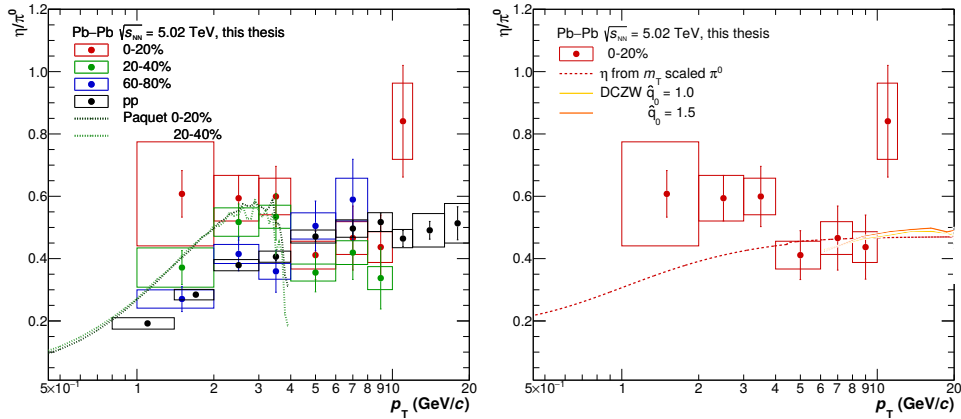 η/π⁰
Pb–Pb √s_NN = 5.02 TeV, this thesis
0-20%
20-40%
60-80%
pp
Paquet 0-20%
20-40%
1.2
1.0
0.8
0.6
0.4
0.2
5×10⁻¹ 1 2 3 4 5 6 7 8 910 20
p_T (GeV/c)
η/π⁰
Pb–Pb √s_NN = 5.02 TeV, this thesis
0-20%
η from m_T scaled π⁰
DCZW q̂₀ = 1.0
q̂₀ = 1.5
1.2
1.0
0.8
0.6
0.4
0.2
5×10⁻¹ 1 2 3 4 5 6 7 8 910 20
p_T (GeV/c)